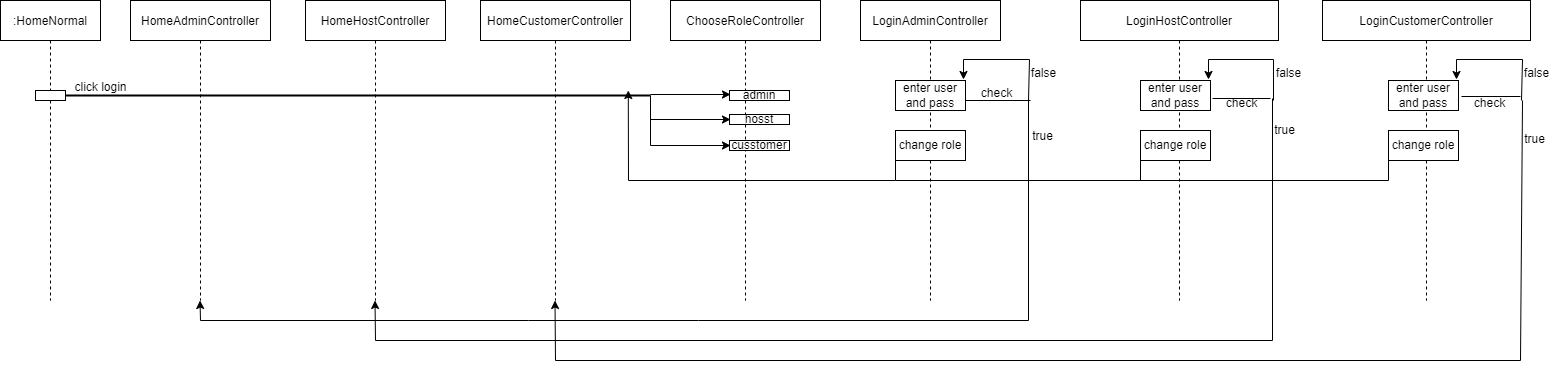 :HomeNormal
HomeAdminController
HomeHostController
HomeCustomerController
ChooseRoleController
LoginAdminController
LoginHostController
LoginCustomerController
click login
admin
hosst
cusstomer
enter user
and pass
check
false
true
change role
enter user
and pass
check
false
true
change role
enter user
and pass
check
false
true
change role